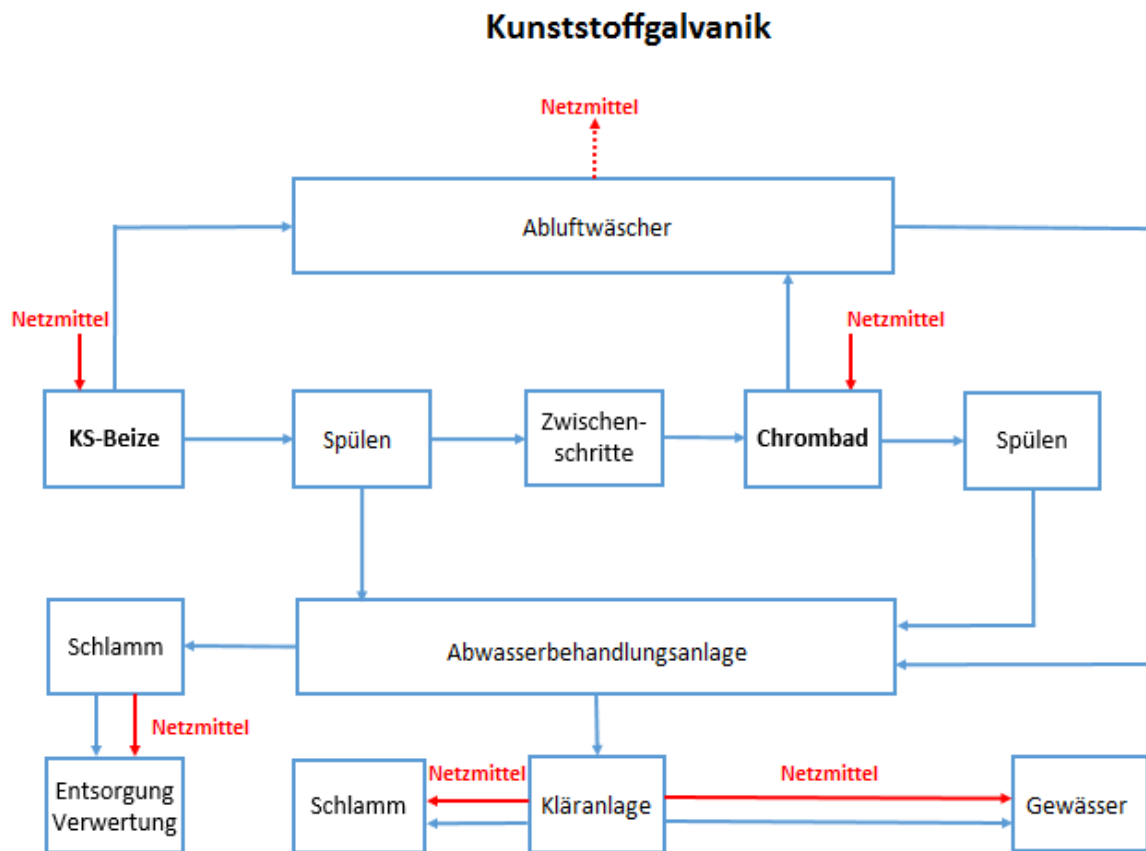 Kunststoffgalvanik
Netzmittel
Abluftwäscher
Netzmittel
Netzmittel
KS-Beize
Spülen
Zwischen-
schritte
Chrombad
Spülen
Schlamm
Abwasserbehandlungsanlage
Netzmittel
Entsorgung
Verwertung
Schlamm
Netzmittel
Kläranlage
Netzmittel
Gewässer